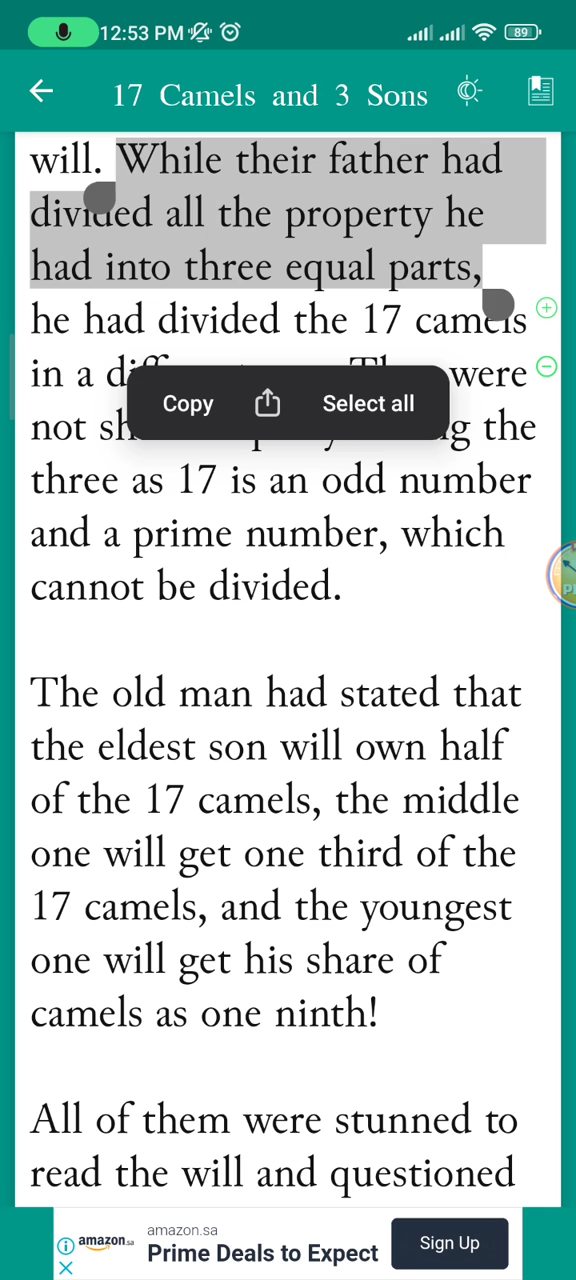 12:53 PM
89
17 Camels and 3 Sons
will. While their father had
divided all the property he
had into three equal parts,
he had divided the 17 camels
in a were
not sh g the
Copy
Select all
three as 17 is an odd number
and a prime number, which
cannot be divided.
The old man had stated that
the eldest son will own half
of the 17 camels, the middle
one will get one third of the
17 camels, and the youngest
one will get his share of
camels as one ninth!
All of them were stunned to
read the will and questioned
amazon.sa
amazon.sa
Prime Deals to Expect
Sign Up